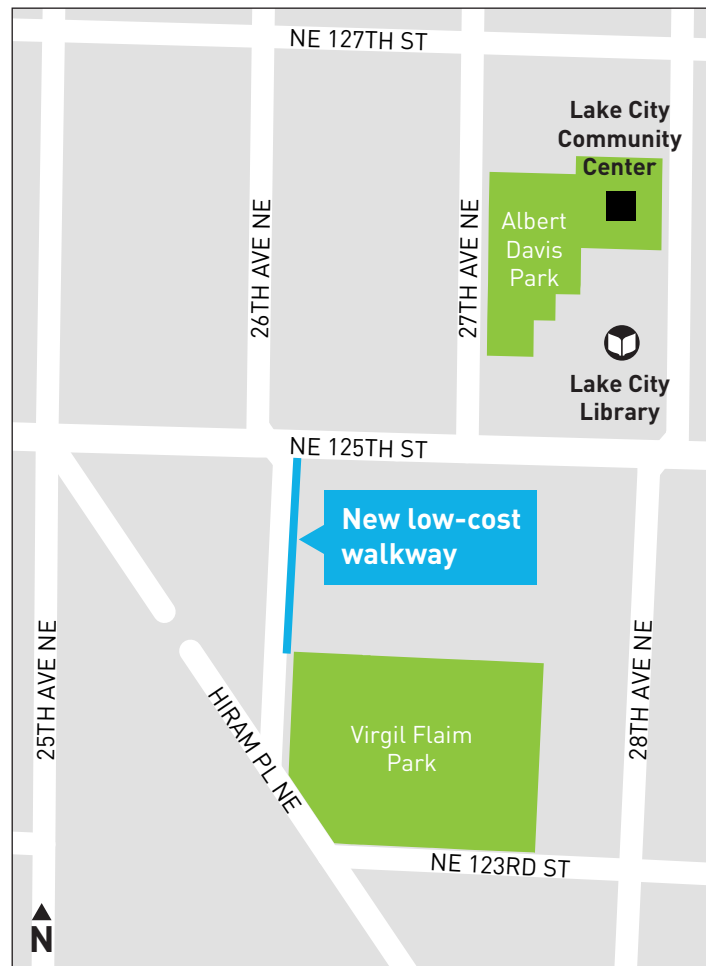 NE 127TH ST
Lake City
Community
Center
26TH AVE NE
27TH AVE NE
Albert
Davis
Park
Lake City
Library
NE 125TH ST
New low-cost
walkway
25TH AVE NE
HIRAM PL NE
Virgil Flaim
Park
28TH AVE NE
NE 123RD ST
N